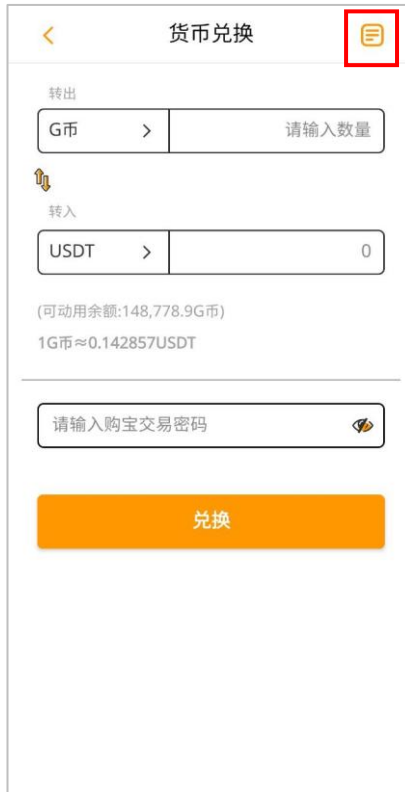 货币兑换
转出
G币 > 请输入数量
转入
USDT > 0
(可动用余额:148,778.9G币)
1G币≈0.142857USDT
请输入购宝交易密码
兑换